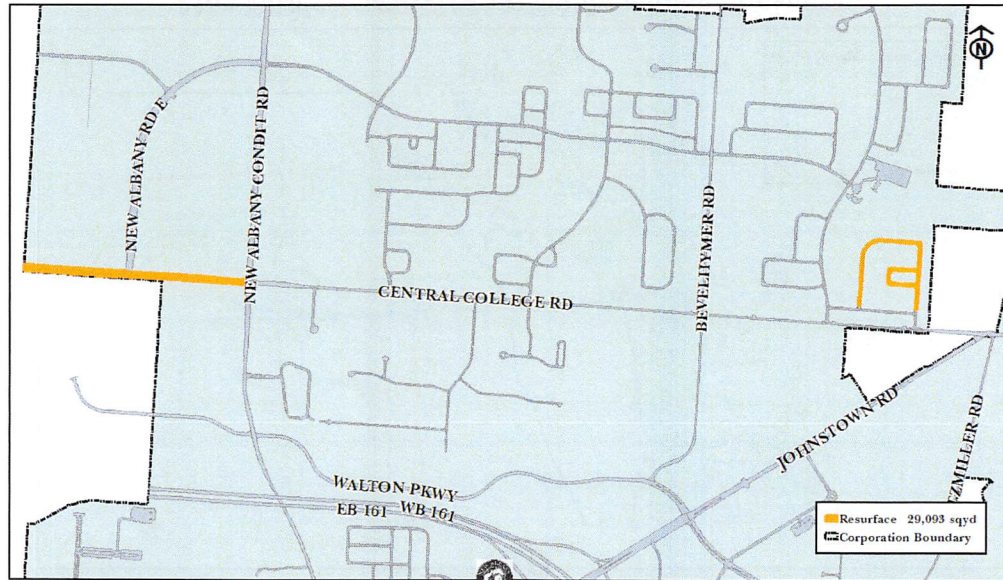 N
NEW ALBANY RD E
NEW ALBANY CONDIT RD
BEVELHYMER RD
CENTRAL COLLEGE RD
JOHNSTOWN RD
WALTON PKWY
EB 161
WB 161
Resurface 29,093 sqyd
Corporation Boundary